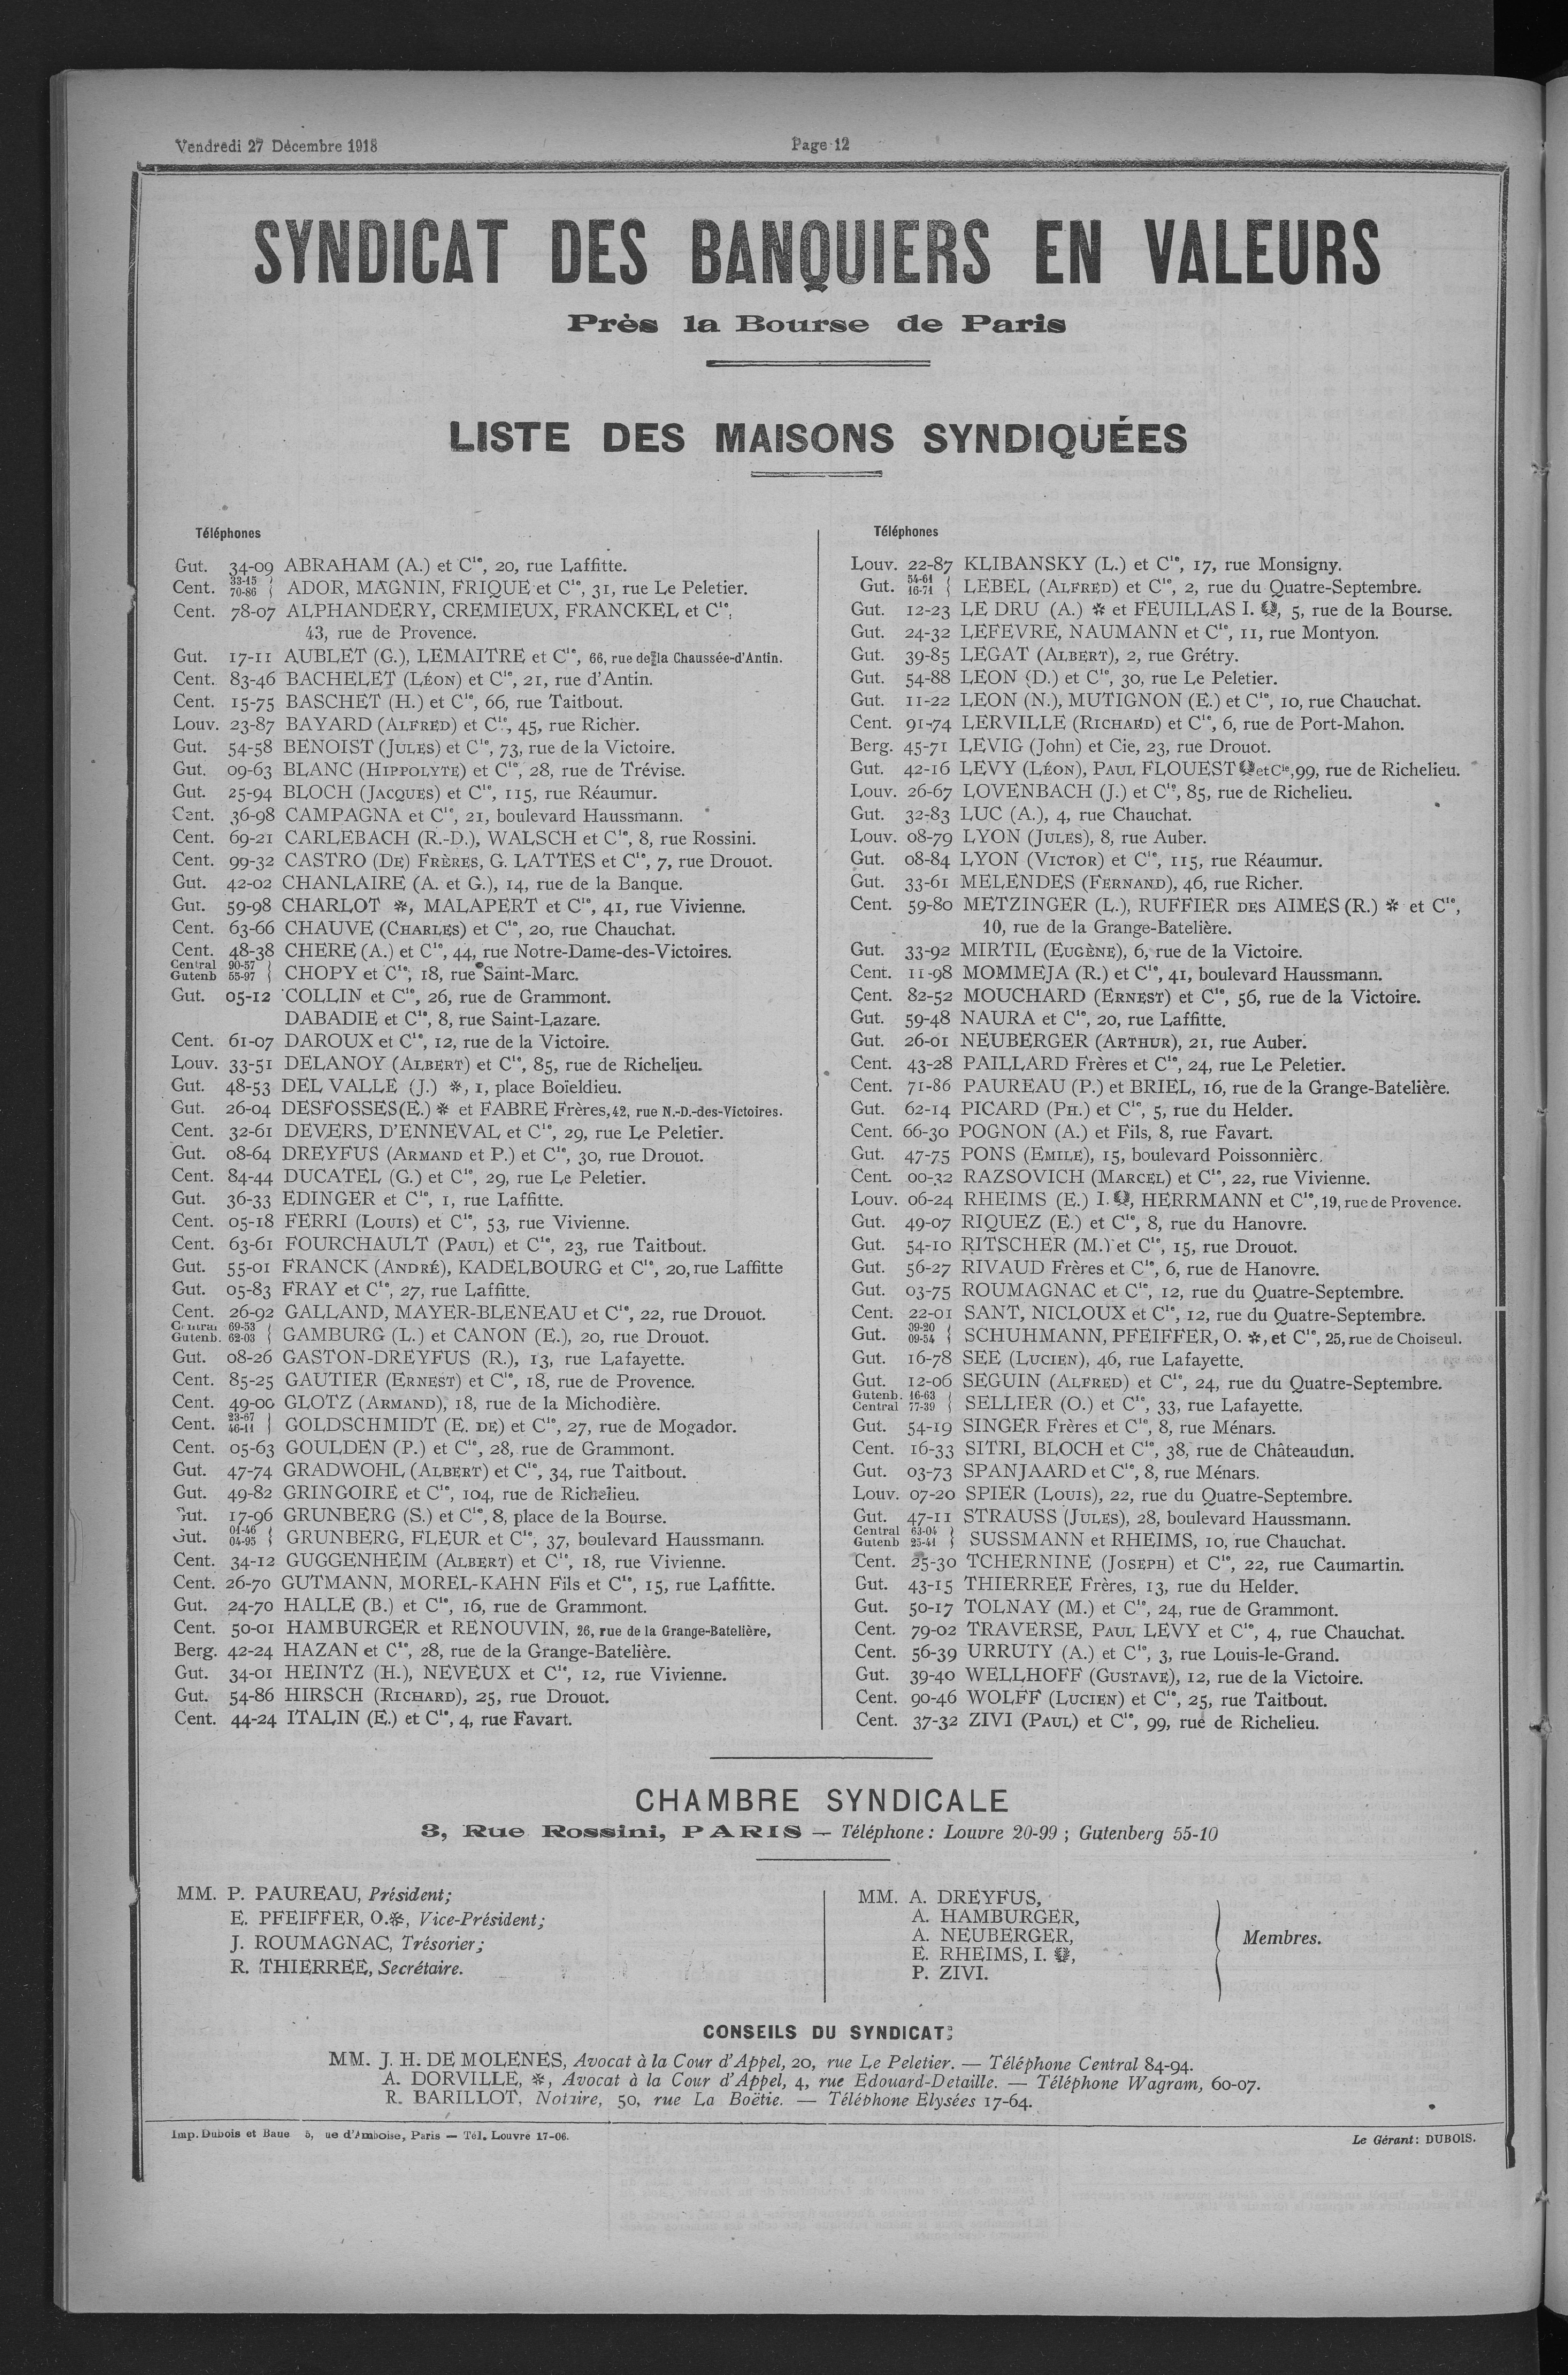 Vendredi 27 Décembre 1918
Page 12
SYNDICAT DES BANQUIERS EN VALEURS
Près la Bourse de Paris
LISTE DES MAISONS SYNDIQUÉES
Téléphones
Gut. 34-09 ABRAHAM (A.) et Cie, 20, rue Laffitte.
Cent. 33-15 70-86 { ADOR, MAGNIN, FRIQUE et Cie, 31, rue Le Peletier.
Cent. 78-07 ALPHANDERY, CREMIEUX, FRANCKEL et Cie,
43, rue de Provence.
Gut. 17-11 AUBLET (G.), LEMAITRE et Cie, 66, rue de la Chaussée-d'Antin.
Cent. 83-46 BACHELET (LÉON) et Cie, 21, rue d'Antin.
Cent. 15-75 BASCHET (H.) et Cie, 66, rue Taitbout.
Louv. 23-87 BAYARD (ALFRED) et Cie, 45, rue Richer.
Gut. 54-58 BENOIST (JULES) et Cie, 73, rue de la Victoire.
Gut. 09-63 BLANC (HIPPOLYTE) et Cie, 28, rue de Trévise.
Gut. 25-94 BLOCH (JACQUES) et Cie, 115, rue Réaumur.
Cent. 36-98 CAMPAGNA et Cie, 21, boulevard Haussmann.
Cent. 69-21 CARLEBACH (R.-D.), WALSCH et Cie, 8, rue Rossini.
Cent. 99-32 CASTRO (DE) FRÈRES, G. LATTES et Cie, 7, rue Drouot.
Gut. 42-02 CHANLAIRE (A. et G.), 14, rue de la Banque.
Gut. 59-98 CHARLOT ✻, MALAPERT et Cie, 41, rue Vivienne.
Cent. 63-66 CHAUVE (CHARLES) et Cie, 20, rue Chauchat.
Cent. 48-38 CHERE (A.) et Cie, 44, rue Notre-Dame-des-Victoires.
Central 90-57 Gutenb 55-97 { CHOPY et Cie, 18, rue Saint-Marc.
Gut. 05-12 COLLIN et Cie, 26, rue de Grammont.
DABADIE et Cie, 8, rue Saint-Lazare.
Cent. 61-07 DAROUX et Cie, 12, rue de la Victoire.
Louv. 33-51 DELANOY (ALBERT) et Cie, 85, rue de Richelieu.
Gut. 48-53 DEL VALLE (J.) ✻, 1, place Boïeldieu.
Gut. 26-04 DESFOSSES(E.) ✻ et FABRE Frères, 42, rue N.-D.-des-Victoires.
Cent. 32-61 DEVERS, D'ENNEVAL et Cie, 29, rue Le Peletier.
Gut. 08-64 DREYFUS (ARMAND et P.) et Cie, 30, rue Drouot.
Cent. 84-44 DUCATEL (G.) et Cie, 29, rue Le Peletier.
Gut. 36-33 EDINGER et Cie, 1, rue Laffitte.
Cent. 05-18 FERRI (LOUIS) et Cie, 53, rue Vivienne.
Cent. 63-61 FOURCHAULT (PAUL) et Cie, 23, rue Taitbout.
Gut. 55-01 FRANCK (ANDRÉ), KADELBOURG et Cie, 20, rue Laffitte
Gut. 05-83 FRAY et Cie, 27, rue Laffitte.
Cent. 26-92 GALLAND, MAYER-BLENEAU et Cie, 22, rue Drouot.
Central 69-53 Gutenb. 62-03 { GAMBURG (L.) et CANON (E.), 20, rue Drouot.
Gut. 08-26 GASTON-DREYFUS (R.), 13, rue Lafayette.
Cent. 85-25 GAUTIER (ERNEST) et Cie, 18, rue de Provence.
Cent. 49-00 GLOTZ (ARMAND), 18, rue de la Michodière.
Cent. 23-67 46-11 } GOLDSCHMIDT (E. DE) et Cie, 27, rue de Mogador.
Cent. 05-63 GOULDEN (P.) et Cie, 28, rue de Grammont.
Gut. 47-74 GRADWOHL (ALBERT) et Cie, 34, rue Taitbout.
Gut. 49-82 GRINGOIRE et Cie, 104, rue de Richelieu.
Gut. 17-96 GRUNBERG (S.) et Cie, 8, place de la Bourse.
Gut. 01-46 04-95 { GRUNBERG, FLEUR et Cie, 37, boulevard Haussmann.
Cent. 34-12 GUGGENHEIM (ALBERT) et Cie, 18, rue Vivienne.
Cent. 26-70 GUTMANN, MOREL-KAHN Fils et Cie, 15, rue Laffitte.
Gut. 24-70 HALLE (B.) et Cie, 16, rue de Grammont.
Cent. 50-01 HAMBURGER et RENOUVIN, 26, rue de la Grange-Batelière,
Berg. 42-24 HAZAN et Cie, 28, rue de la Grange-Batelière.
Gut. 34-01 HEINTZ (H.), NEVEUX et Cie, 12, rue Vivienne.
Gut. 54-86 HIRSCH (RICHARD), 25, rue Drouot.
Cent. 44-24 ITALIN (E.) et Cie, 4, rue Favart.
Téléphones
Louv. 22-87 KLIBANSKY (L.) et Cie, 17, rue Monsigny.
Gut. 54-61 16-71 { LEBEL (ALFRED) et Cie, 2, rue du Quatre-Septembre.
Gut. 12-23 LE DRU (A.) ✻ et FEUILLAS I. , 5, rue de la Bourse.
Gut. 24-32 LEFEVRE, NAUMANN et Cie, 11, rue Montyon.
Gut. 39-85 LEGAT (ALBERT), 2, rue Grétry.
Gut. 54-88 LEON (D.) et Cie, 30, rue Le Peletier.
Gut. 11-22 LEON (N.), MUTIGNON (E.) et Cie, 10, rue Chauchat.
Cent. 91-74 LERVILLE (RICHARD) et Cie, 6, rue de Port-Mahon.
Berg. 45-71 LEVIG (John) et Cie, 23, rue Drouot.
Gut. 42-16 LEVY (LÉON), PAUL FLOUEST et Cie, 99, rue de Richelieu.
Louv. 26-67 LOVENBACH (J.) et Cie, 85, rue de Richelieu.
Gut. 32-83 LUC (A.), 4, rue Chauchat.
Louv. 08-79 LYON (JULES), 8, rue Auber.
Gut. 08-84 LYON (VICTOR) et Cie, 115, rue Réaumur.
Gut. 33-61 MELENDES (FERNAND), 46, rue Richer.
Cent. 59-80 METZINGER (L.), RUFFIER DES AIMES (R.) ✻ et Cie,
10, rue de la Grange-Batelière.
Gut. 33-92 MIRTIL (EUGÈNE), 6, rue de la Victoire.
Cent. 11-98 MOMMEJA (R.) et Cie, 41, boulevard Haussmann.
Cent. 82-52 MOUCHARD (ERNEST) et Cie, 56, rue de la Victoire.
Gut. 59-48 NAURA et Cie, 20, rue Laffitte.
Gut. 26-01 NEUBERGER (ARTHUR), 21, rue Auber.
Cent. 43-28 PAILLARD Frères et Cie, 24, rue Le Peletier.
Cent. 71-86 PAUREAU (P.) et BRIEL, 16, rue de la Grange-Batelière.
Gut. 62-14 PICARD (PH.) et Cie, 5, rue du Helder.
Cent. 66-30 POGNON (A.) et Fils, 8, rue Favart.
Gut. 47-75 PONS (EMILE), 15, boulevard Poissonnière.
Cent. 00-32 RAZSOVICH (MARCEL) et Cie, 22, rue Vivienne.
Louv. 06-24 RHEIMS (E.) I. , HERRMANN et Cie, 19, rue de Provence.
Gut. 49-07 RIQUEZ (E.) et Cie, 8, rue du Hanovre.
Gut. 54-10 RITSCHER (M.) et Cie, 15, rue Drouot.
Gut. 56-27 RIVAUD Frères et Cie, 6, rue de Hanovre.
Gut. 03-75 ROUMAGNAC et Cie, 12, rue du Quatre-Septembre.
Cent. 22-01 SANT, NICLOUX et Cie, 12, rue du Quatre-Septembre.
Gut. 39-20 09-54 { SCHUHMANN, PFEIFFER, O. ✻, et Cie, 25, rue de Choiseul.
Gut. 16-78 SEE (LUCIEN), 46, rue Lafayette.
Gut. 12-06 SEGUIN (ALFRED) et Cie, 24, rue du Quatre-Septembre.
Gutenb. 16-63 Central 77-39 { SELLIER (O.) et Cie, 33, rue Lafayette.
Gut. 54-19 SINGER Frères et Cie, 8, rue Ménars.
Cent. 16-33 SITRI, BLOCH et Cie, 38, rue de Châteaudun.
Gut. 03-73 SPANJAARD et Cie, 8, rue Ménars.
Louv. 07-20 SPIER (LOUIS), 22, rue du Quatre-Septembre.
Gut. 47-11 STRAUSS (JULES), 28, boulevard Haussmann.
Central 63-04 Gutenb 25-41 } SUSSMANN et RHEIMS, 10, rue Chauchat.
Cent. 25-30 TCHERNINE (JOSEPH) et Cie, 22, rue Caumartin.
Gut. 43-15 THIERREE Frères, 13, rue du Helder.
Gut. 50-17 TOLNAY (M.) et Cie, 24, rue de Grammont.
Cent. 79-02 TRAVERSE, PAUL LEVY et Cie, 4, rue Chauchat.
Cent. 56-39 URRUTY (A.) et Cie, 3, rue Louis-le-Grand.
Gut. 39-40 WELLHOFF (GUSTAVE), 12, rue de la Victoire.
Cent. 90-46 WOLFF (LUCIEN) et Cie, 25, rue Taitbout.
Cent. 37-32 ZIVI (PAUL) et Cie, 99, rue de Richelieu.
CHAMBRE SYNDICALE
3, Rue Rossini, PARIS — Téléphone : Louvre 20-99 ; Gutenberg 55-10
MM. P. PAUREAU, Président;
E. PFEIFFER, O.✻, Vice-Président;
J. ROUMAGNAC, Trésorier;
R. THIERREE, Secrétaire.
MM. A. DREYFUS,
A. HAMBURGER,
A. NEUBERGER,
E. RHEIMS, I. ,
P. ZIVI.
Membres.
CONSEILS DU SYNDICAT:
MM. J. H. DE MOLENES, Avocat à la Cour d'Appel, 20, rue Le Peletier. — Téléphone Central 84-94.
A. DORVILLE, ✻, Avocat à la Cour d'Appel, 4, rue Edouard-Detaille. — Téléphone Wagram, 60-07.
R. BARILLOT, Notaire, 50, rue La Boëtie. — Téléphone Elysées 17-64.
Imp. Dubois et Baue 5, ue d'Amboise, Paris — Tél. Louvre 17-06.
Le Gérant : DUBOIS.